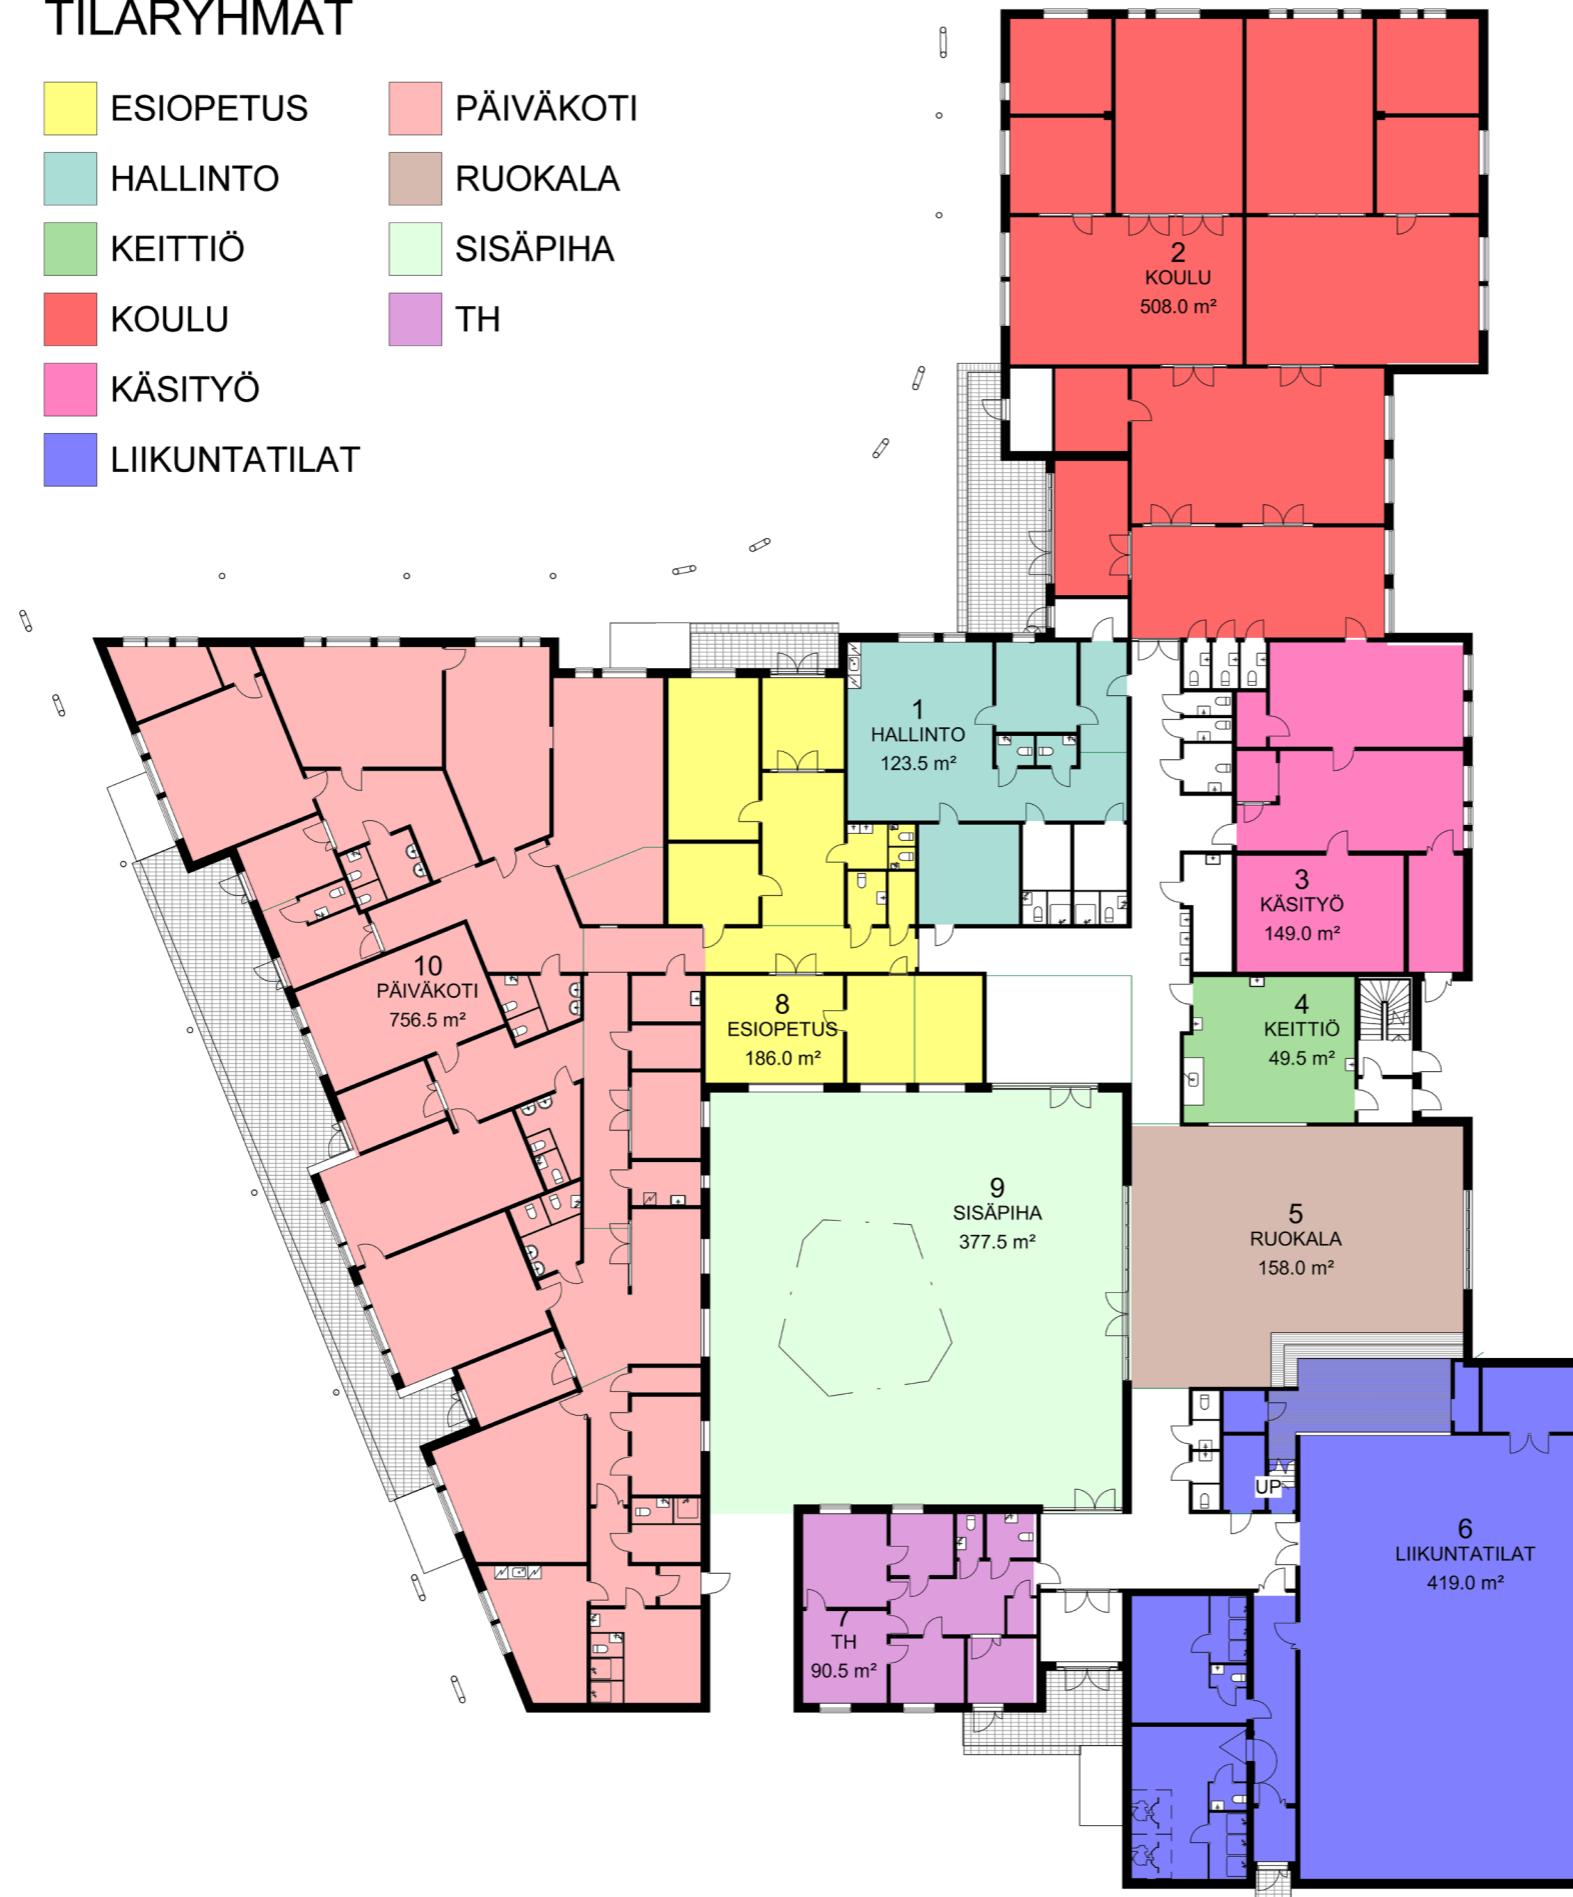 TILARYHMÄT
ESIOPETUS
HALLINTO
KEITTIÖ
KOULU
KÄSITYÖ
LIIKUNTATILAT
PÄIVÄKOTI
RUOKALA
SISÄPIHA
TH
2
KOULU
508.0 m²
1
HALLINTO
123.5 m²
3
KÄSITYÖ
149.0 m²
10
PÄIVÄKOTI
756.5 m²
8
ESIOPETUS
186.0 m²
4
KEITTIÖ
49.5 m²
9
SISÄPIHA
377.5 m²
5
RUOKALA
158.0 m²
UP
6
LIIKUNTATILAT
419.0 m²
7
TH
90.5 m²